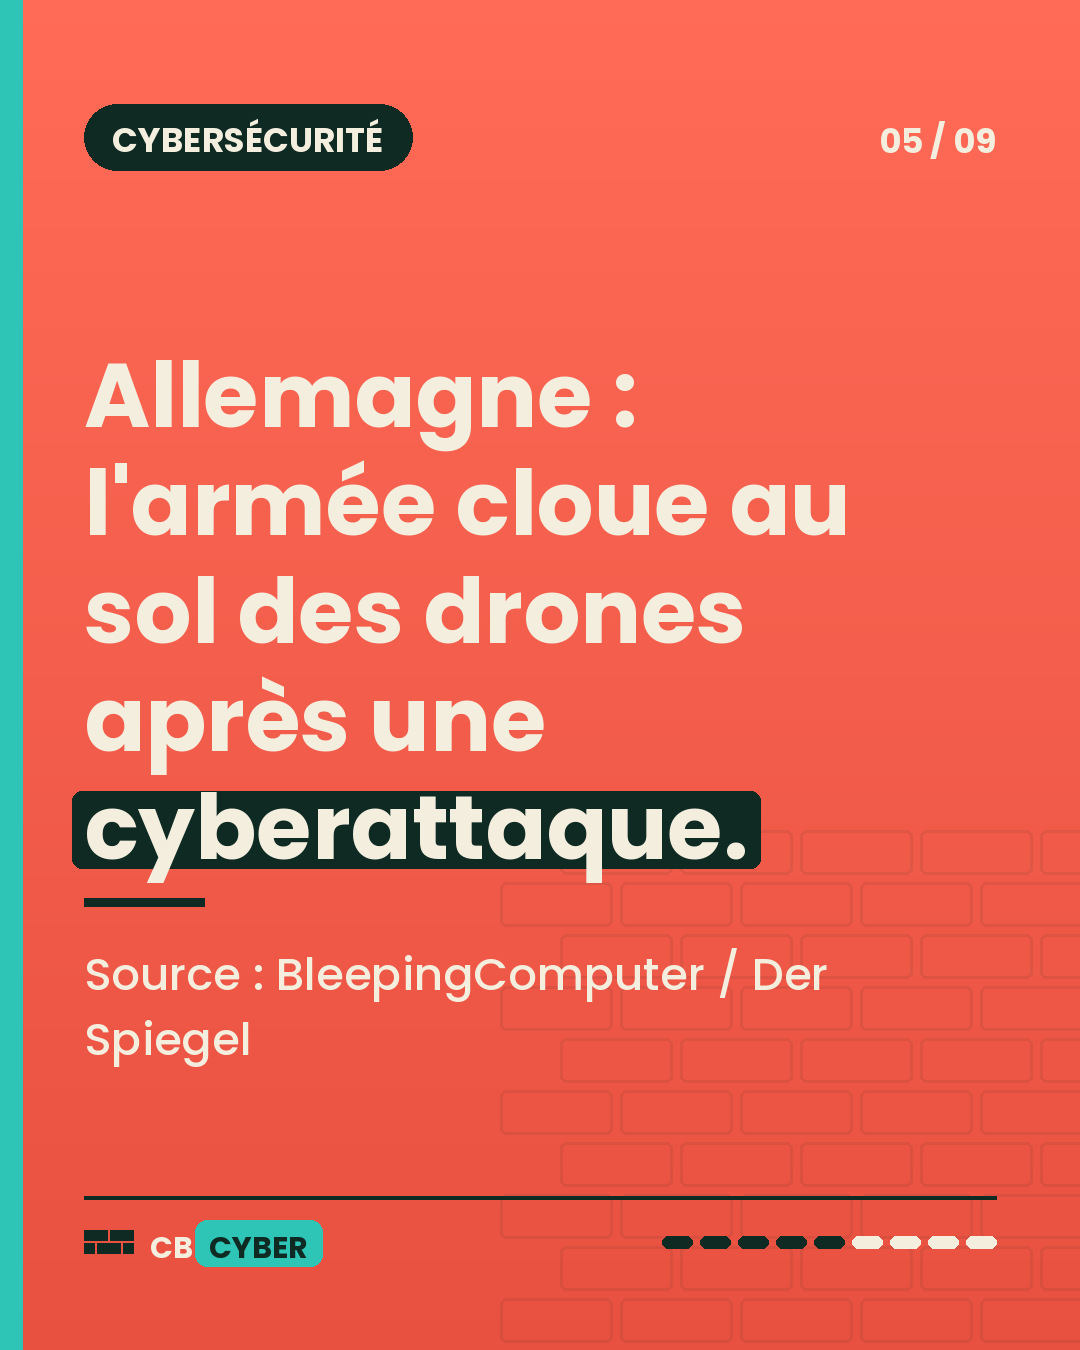 CYBERSÉCURITÉ
05 / 09
Allemagne :
l'armée cloue au
sol des drones
après une
cyberattaque.
Source : BleepingComputer / Der
Spiegel
CB CYBER